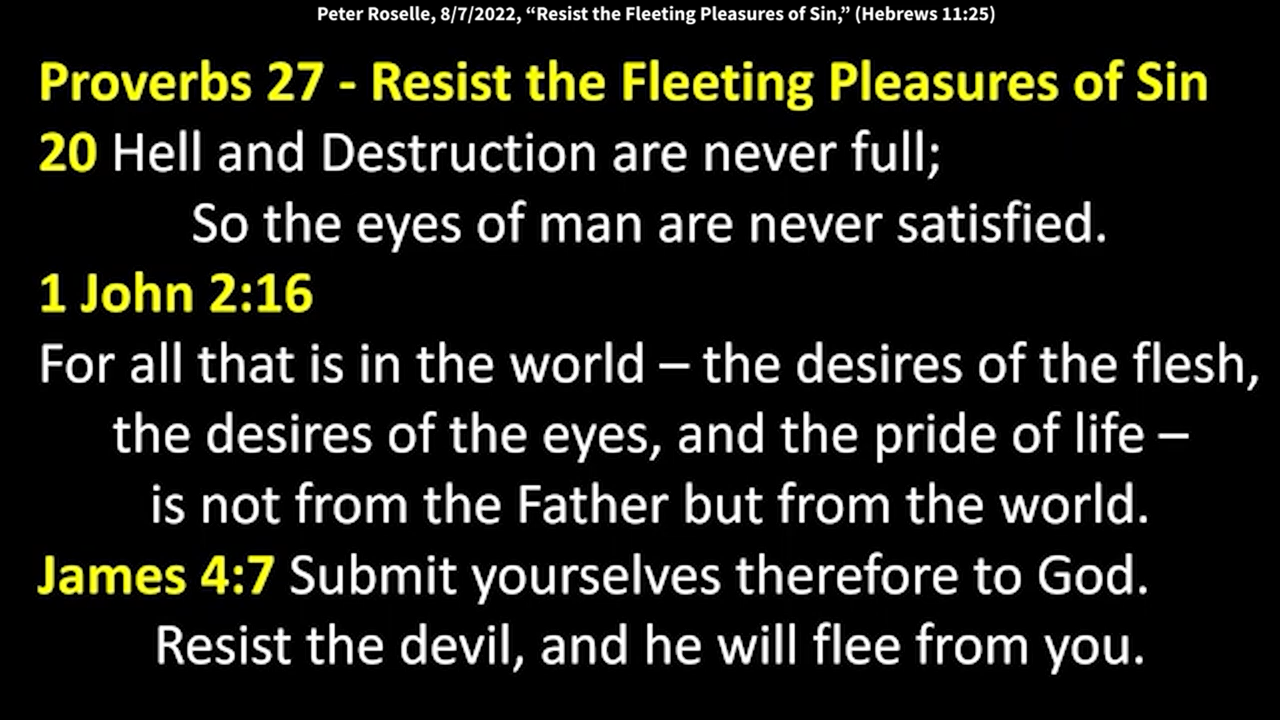 Peter Roselle, 8/7/2022, “Resist the Fleeting Pleasures of Sin,” (Hebrews 11:25)
Proverbs 27 - Resist the Fleeting Pleasures of Sin
20 Hell and Destruction are never full;
So the eyes of man are never satisfied.
1 John 2:16
For all that is in the world – the desires of the flesh,
the desires of the eyes, and the pride of life –
is not from the Father but from the world.
James 4:7 Submit yourselves therefore to God.
Resist the devil, and he will flee from you.